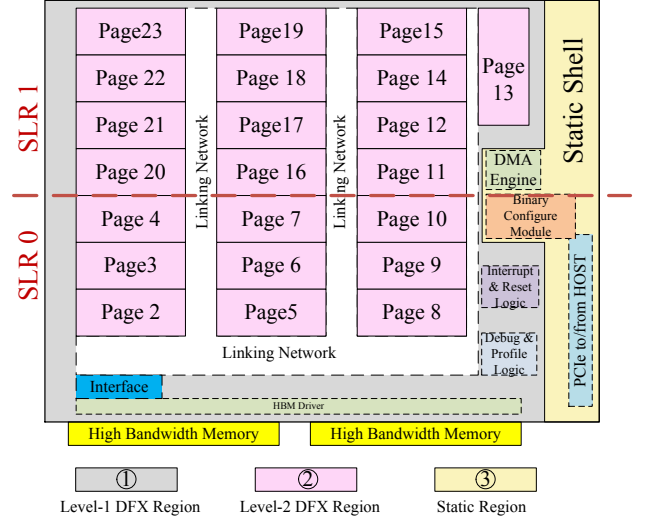 Page23
Page19
Page15
Page 13
Static Shell
Page 22
Page 18
Page 14
SLR 1
Page 21
Page17
Page 12
Linking Network
Linking Network
Page 20
Page 16
Page 11
DMA
Engine
Page 4
Page 7
Page 10
Binary
Configure
Module
SLR 0
Page3
Page 6
Page 9
Interrupt
& Reset
Logic
PCIe to/from HOST
Page 2
Page5
Page 8
Linking Network
Debug &
Profile
Logic
Interface
HBM Driver
High Bandwidth Memory
High Bandwidth Memory
①
②
③
Level-1 DFX Region
Level-2 DFX Region
Static Region